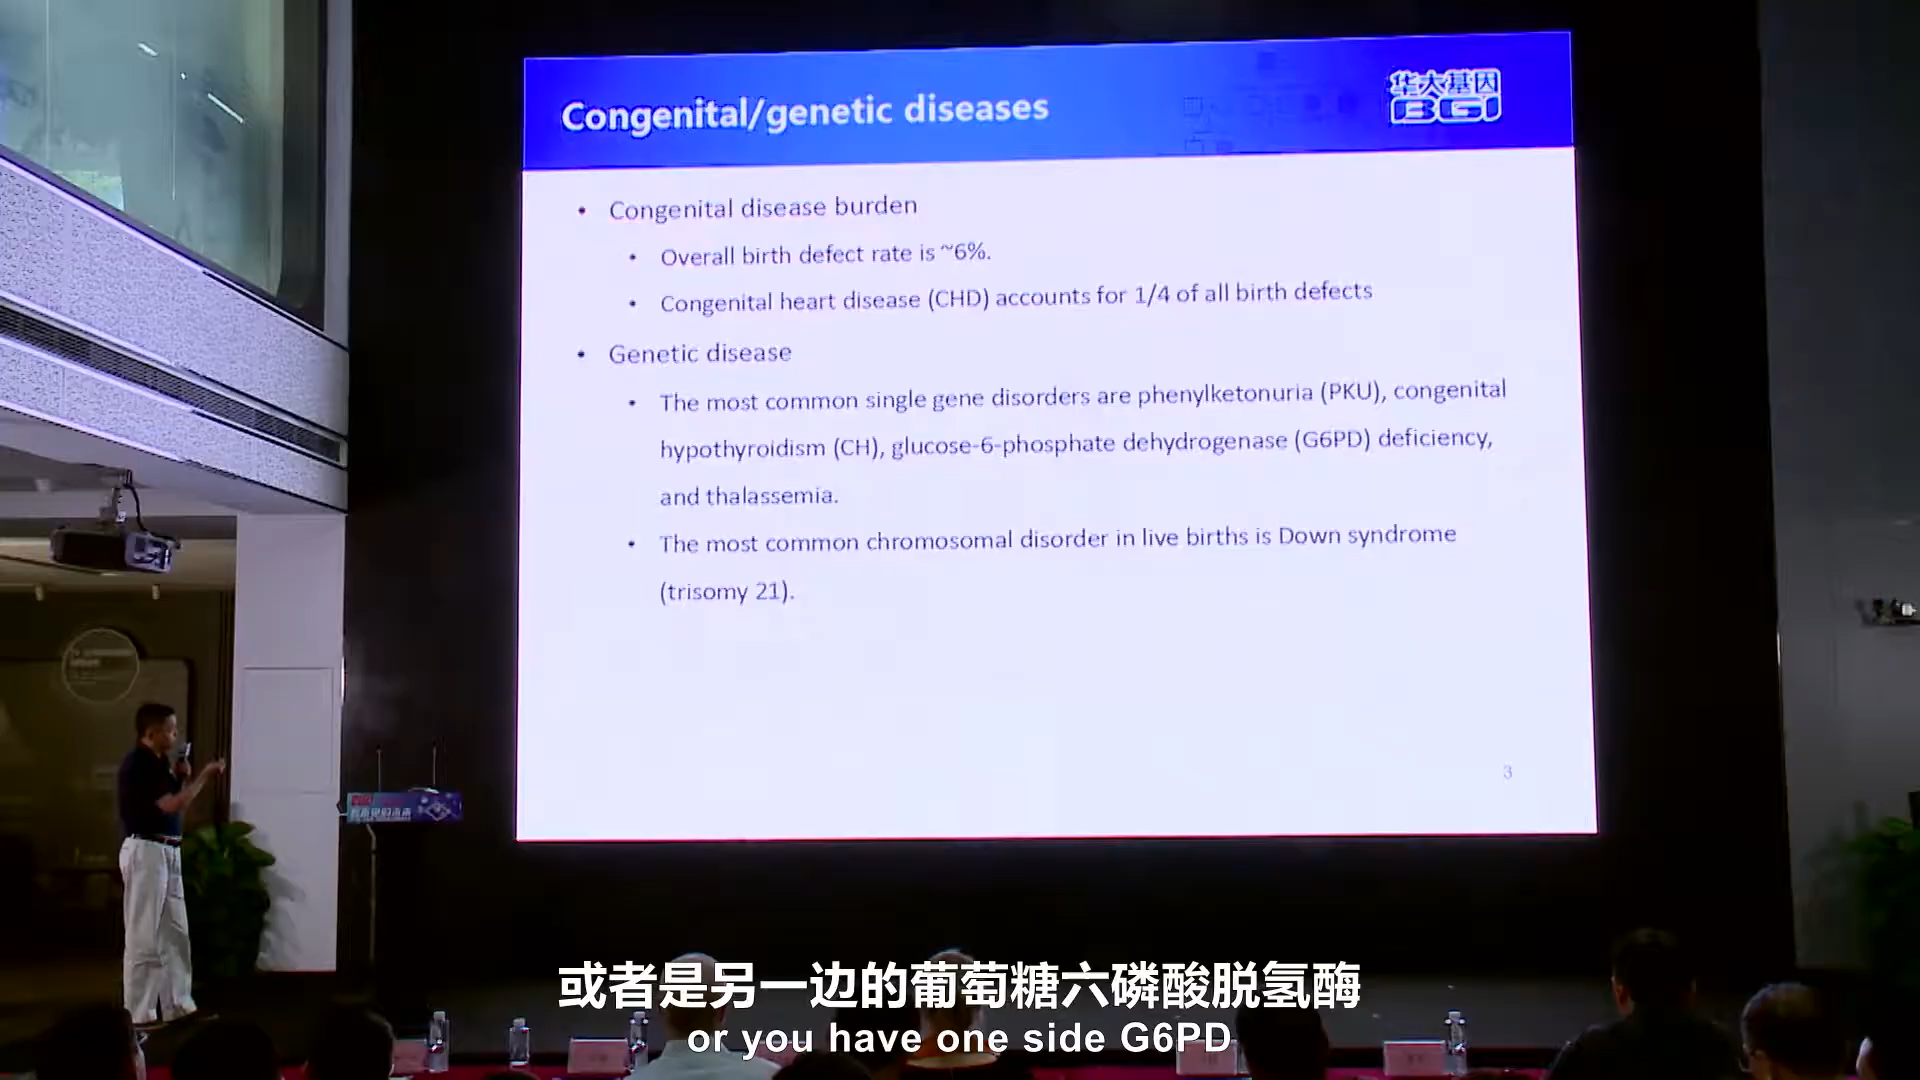 Congenital/genetic diseases
华大基因
BGI
• Congenital disease burden
• Overall birth defect rate is ~6%.
• Congenital heart disease (CHD) accounts for 1/4 of all birth defects
• Genetic disease
• The most common single gene disorders are phenylketonuria (PKU), congenital
hypothyroidism (CH), glucose-6-phosphate dehydrogenase (G6PD) deficiency,
and thalassemia.
• The most common chromosomal disorder in live births is Down syndrome
(trisomy 21).
3
或者是另一边的葡萄糖六磷酸脱氢酶
or you have one side G6PD